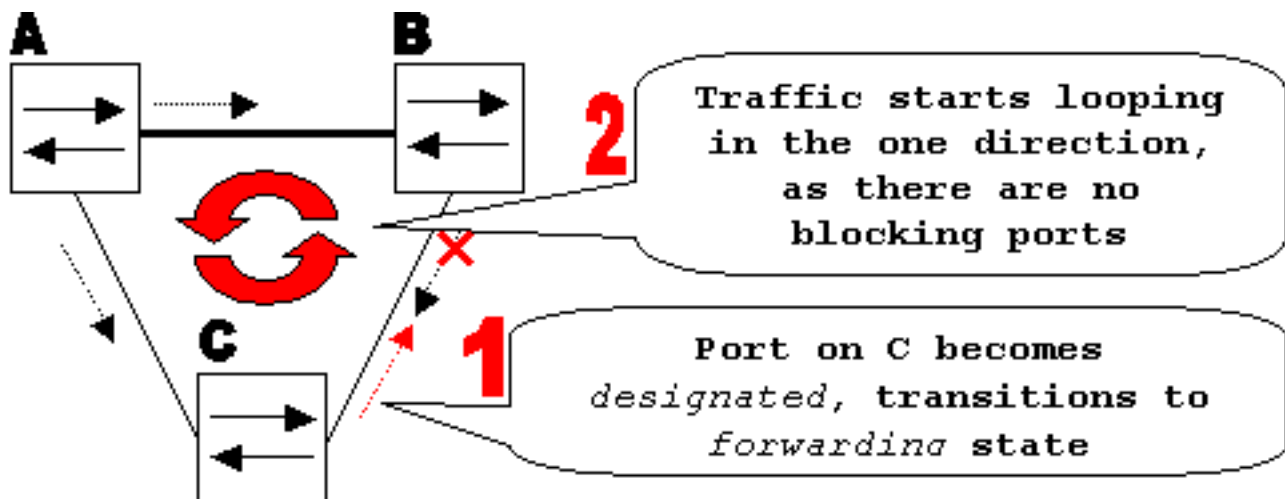 A
B
2
Traffic starts looping
in the one direction,
as there are no
blocking ports
C
1
Port on C becomes
designated, transitions to
forwarding state